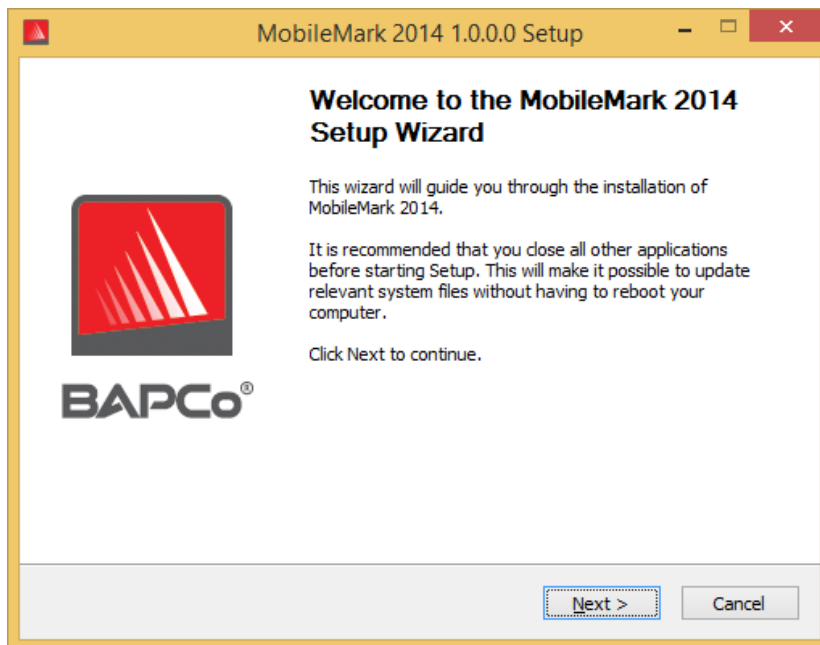 MobileMark 2014 1.0.0.0 Setup
Welcome to the MobileMark 2014
Setup Wizard
This wizard will guide you through the installation of
MobileMark 2014.
It is recommended that you close all other applications
before starting Setup. This will make it possible to update
relevant system files without having to reboot your
computer.
Click Next to continue.
BAPCo®
Next >
Cancel